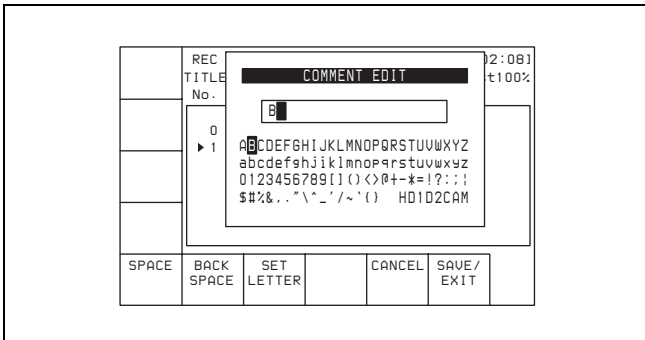 REC
2:08]
TITLE
t100%
No.
COMMENT EDIT
B
0
1
ABCDEFGHIJKLMNOPQRSTUVWXYZ
abcdefghjiklmnopqrstuvwxyz
0123456789[]()<>@+-*=!?:;¦
$#%&,."\^_'/~`{} HD1D2CAM
SPACE
BACK SPACE
SET LETTER
CANCEL
SAVE/ EXIT